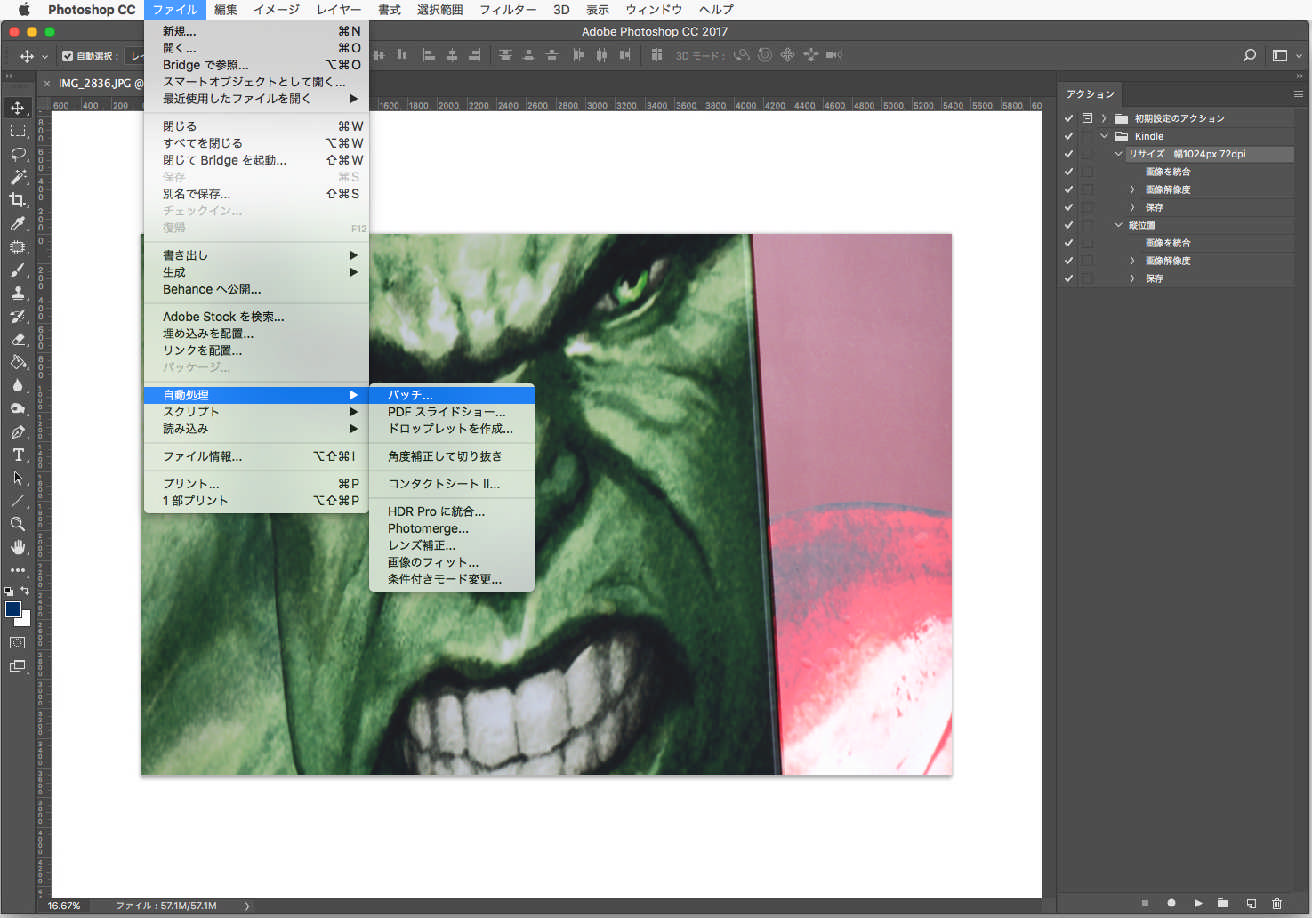 Photoshop CC ファイル 編集 イメージ レイヤー 書式 選択範囲 フィルター 3D 表示 ウィンドウ ヘルプ
Adobe Photoshop CC 2017
自動選択： レ
3D モード：
× IMG_2836.JPG @
600 400 200 1600 1800 2000 2200 2400 2600 2800 3000 3200 3400 3600 3800 4000 4200 4400 4600 4800 5000 5200 5400 5600 5800 60
新規... ⌘N
開く... ⌘O
Bridge で参照... ⌥⌘O
スマートオブジェクトとして開く...
最近使用したファイルを開く ▶
閉じる ⌘W
すべてを閉じる ⌥⌘W
閉じて Bridge を起動... ⇧⌘W
保存 ⌘S
別名で保存... ⇧⌘S
チェックイン...
復帰 F12
書き出し ▶
生成 ▶
Behance へ公開...
Adobe Stock を検索...
埋め込みを配置...
リンクを配置...
パッケージ...
自動処理 ▶
スクリプト ▶
読み込み ▶
ファイル情報... ⌥⇧⌘I
プリント... ⌘P
1 部プリント ⌥⇧⌘P
バッチ...
PDF スライドショー...
ドロップレットを作成...
角度補正して切り抜き
コンタクトシート II...
HDR Pro に統合...
Photomerge...
レンズ補正...
画像のフィット...
条件付きモード変更...
アクション
初期設定のアクション
Kindle
リサイズ 幅1024px 72dpi
画像を統合
画像解像度
保存
縦位置
画像を統合
画像解像度
保存
16.67% ファイル：57.1M/57.1M